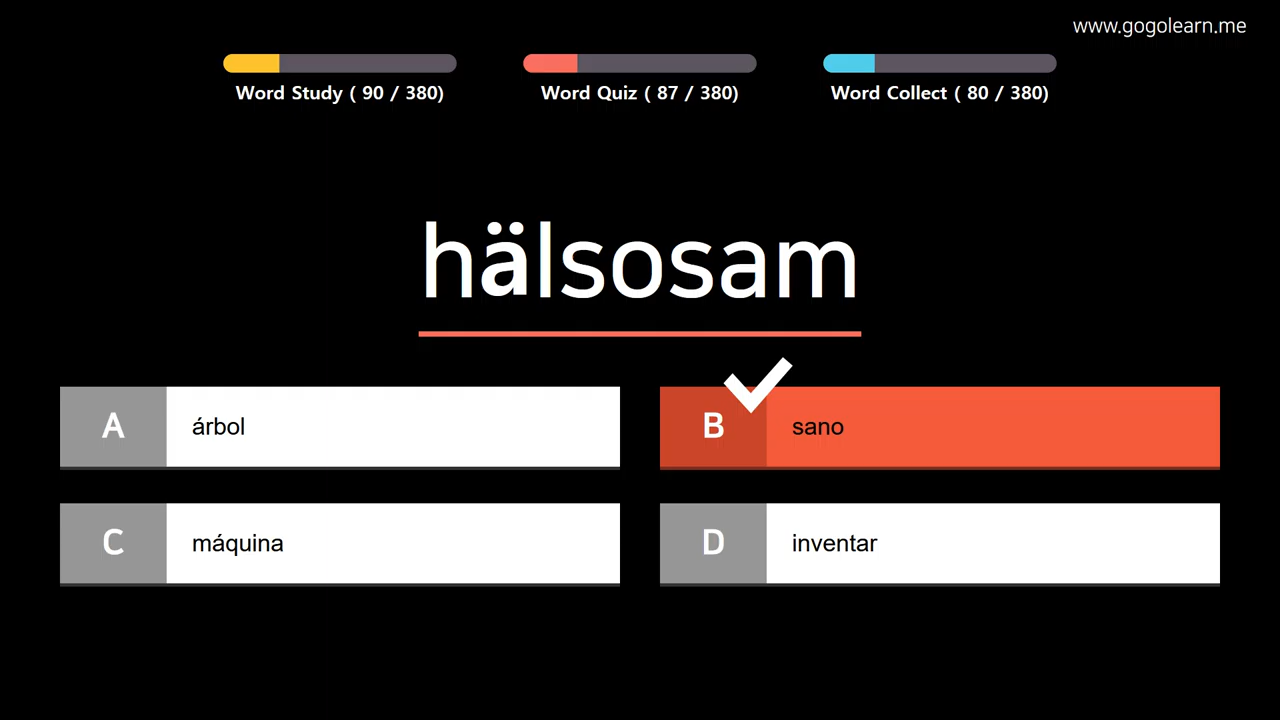 www.gogolearn.me
Word Study ( 90 / 380)
Word Quiz ( 87 / 380)
Word Collect ( 80 / 380)
hälsosam
A árbol
B sano
C máquina
D inventar